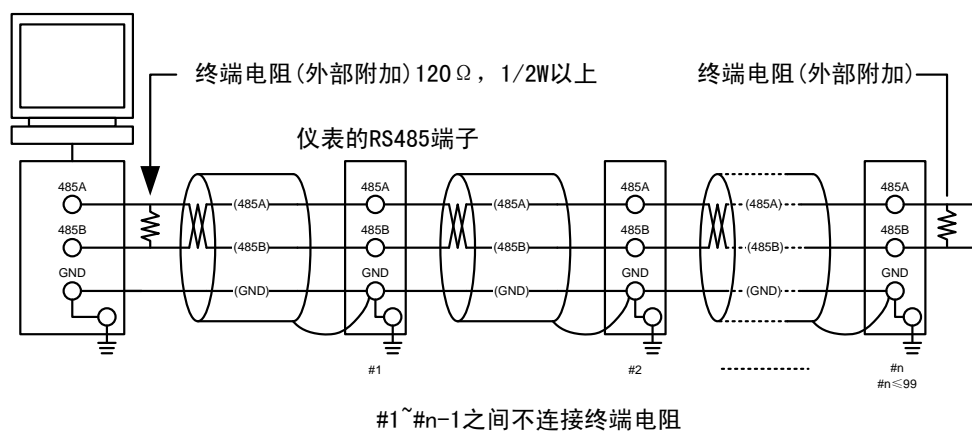 终端电阻(外部附加)120Ω，1/2W以上
终端电阻(外部附加)
仪表的RS485端子
485A
485B
GND
(485A)
(485B)
(GND)
485A
485B
GND
#1
(485A)
(485B)
(GND)
485A
485B
GND
#2
(485A)
(485B)
(GND)
485A
485B
GND
#n
#n≤99
#1~#n-1之间不连接终端电阻